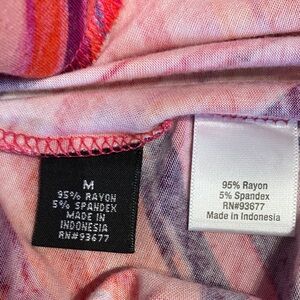 M
95% RAYON
5% SPANDEX
MADE IN
INDONESIA
RN#93677
95% Rayon
5% Spandex
RN#93677
Made in Indonesia